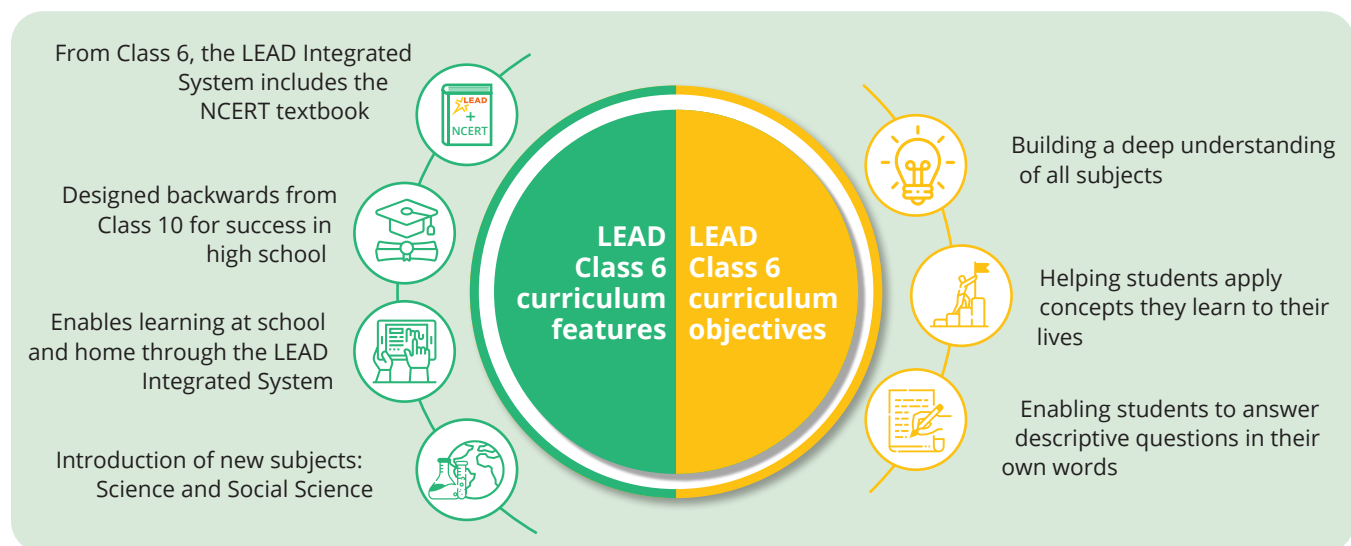 From Class 6, the LEAD Integrated
System includes the
NCERT textbook
LEAD
+
NCERT
Designed backwards from
Class 10 for success in
high school
Enables learning at school
and home through the LEAD
Integrated System
Introduction of new subjects:
Science and Social Science
LEAD
Class 6
curriculum
features
LEAD
Class 6
curriculum
objectives
Building a deep understanding
of all subjects
Helping students apply
concepts they learn to their
lives
Enabling students to answer
descriptive questions in their
own words